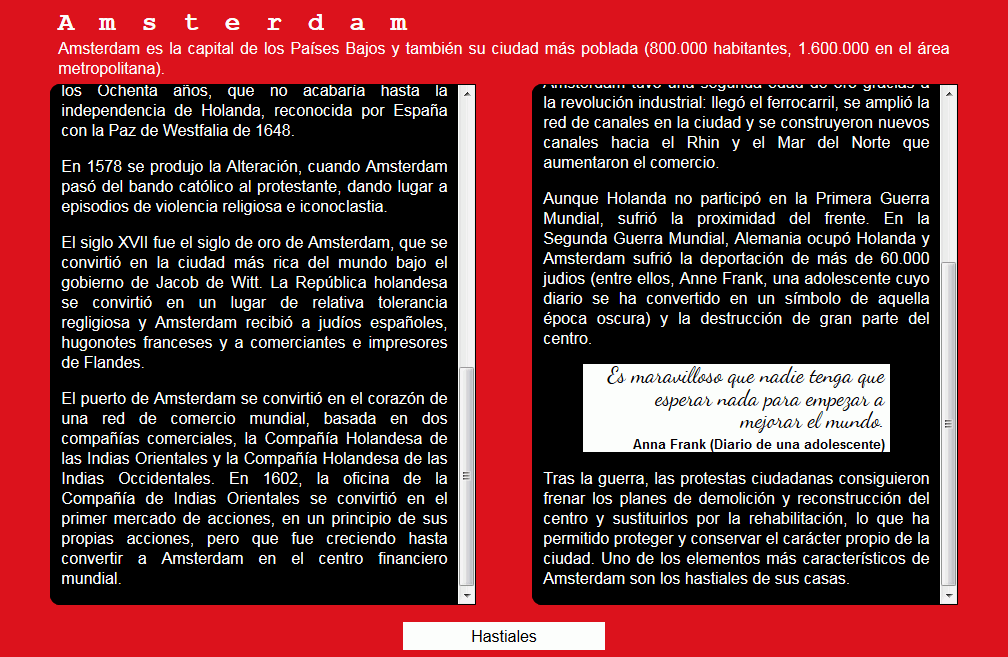 A m s t e r d a m
Amsterdam es la capital de los Países Bajos y también su ciudad más poblada (800.000 habitantes, 1.600.000 en el área
metropolitana).
los Ochenta años, que no acabaría hasta la
independencia de Holanda, reconocida por España
con la Paz de Westfalia de 1648.
En 1578 se produjo la Alteración, cuando Amsterdam
pasó del bando católico al protestante, dando lugar a
episodios de violencia religiosa e iconoclastia.
El siglo XVII fue el siglo de oro de Amsterdam, que se
convirtió en la ciudad más rica del mundo bajo el
gobierno de Jacob de Witt. La República holandesa
se convirtió en un lugar de relativa tolerancia
regligiosa y Amsterdam recibió a judíos españoles,
hugonotes franceses y a comerciantes e impresores
de Flandes.
El puerto de Amsterdam se convirtió en el corazón de
una red de comercio mundial, basada en dos
compañías comerciales, la Compañía Holandesa de
las Indias Orientales y la Compañía Holandesa de las
Indias Occidentales. En 1602, la oficina de la
Compañía de Indias Orientales se convirtió en el
primer mercado de acciones, en un principio de sus
propias acciones, pero que fue creciendo hasta
convertir a Amsterdam en el centro financiero
mundial.
Amsterdam tuvo una segunda edad de oro gracias a
la revolución industrial: llegó el ferrocarril, se amplió la
red de canales en la ciudad y se construyeron nuevos
canales hacia el Rhin y el Mar del Norte que
aumentaron el comercio.
Aunque Holanda no participó en la Primera Guerra
Mundial, sufrió la proximidad del frente. En la
Segunda Guerra Mundial, Alemania ocupó Holanda y
Amsterdam sufrió la deportación de más de 60.000
judios (entre ellos, Anne Frank, una adolescente cuyo
diario se ha convertido en un símbolo de aquella
época oscura) y la destrucción de gran parte del
centro.
Es maravilloso que nadie tenga que
esperar nada para empezar a
mejorar el mundo.
Anna Frank (Diario de una adolescente)
Tras la guerra, las protestas ciudadanas consiguieron
frenar los planes de demolición y reconstrucción del
centro y sustituirlos por la rehabilitación, lo que ha
permitido proteger y conservar el carácter propio de la
ciudad. Uno de los elementos más característicos de
Amsterdam son los hastiales de sus casas.
Hastiales